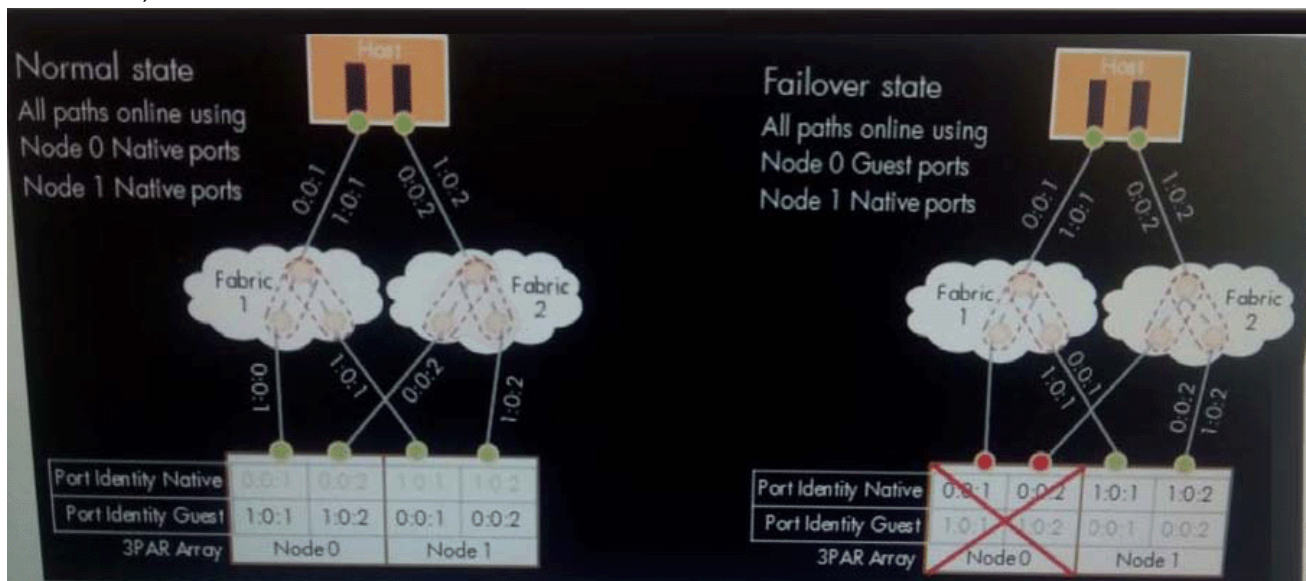 Host
Normal state
All paths online using
Node 0 Native ports
Node 1 Native ports
0:0:1
1:0:1
0:0:2
1:0:2
Fabric 1
Fabric 2
0:0:1
1:0:1
0:0:2
1:0:2
Port Identity Native 0:0:1 0:0:2 1:0:1 1:0:2
Port Identity Guest 1:0:1 1:0:2 0:0:1 0:0:2
3PAR Array Node 0 Node 1
Host
Failover state
All paths online using
Node 0 Guest ports
Node 1 Native ports
0:0:1
1:0:1
0:0:2
1:0:2
Fabric 1
Fabric 2
1:0:1
0:0:1
0:0:2
1:0:2
Port Identity Native 0:0:1 0:0:2 1:0:1 1:0:2
Port Identity Guest 1:0:1 1:0:2 0:0:1 0:0:2
3PAR Array Node 0 Node 1